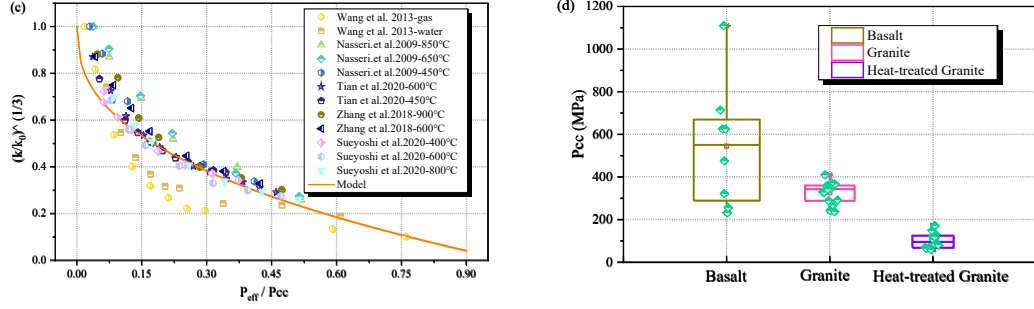 (c)
(k/k0)^ (1/3)
1.0
0.8
0.6
0.4
0.2
0.0
0.00
0.15
0.30
0.45
0.60
0.75
0.90
Peff / Pcc
Wang et al. 2013-gas
Wang et al. 2013-water
Nasseri.et al.2009-850°C
Nasseri.et al.2009-650°C
Nasseri.et al.2009-450°C
Tian et al.2020-600°C
Tian et al.2020-450°C
Zhang et al.2018-900°C
Zhang et al.2018-600°C
Sueyoshi et al.2020-400°C
Sueyoshi et al.2020-600°C
Sueyoshi et al.2020-800°C
Model
(d)
Pcc (MPa)
1200
1000
800
600
400
200
0
Basalt
Granite
Heat-treated Granite
Basalt
Granite
Heat-treated Granite